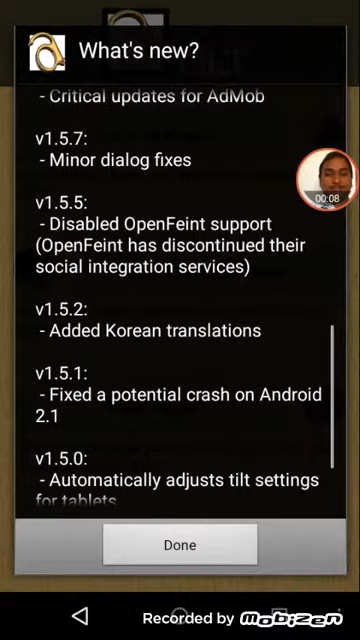 What's new?
- Critical updates for AdMob
v1.5.7:
- Minor dialog fixes
00:08
v1.5.5:
- Disabled OpenFeint support
(OpenFeint has discontinued their
social integration services)
v1.5.2:
- Added Korean translations
v1.5.1:
- Fixed a potential crash on Android
2.1
v1.5.0:
- Automatically adjusts tilt settings
for tablets
Done
Recorded by Mobizen